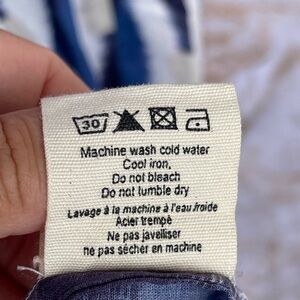 30
Machine wash cold water
Cool iron,
Do not bleach
Do not tumble dry
Lavage à la machine à l'eau froide
Acier trempé
Ne pas javelliser
ne pas sécher en machine